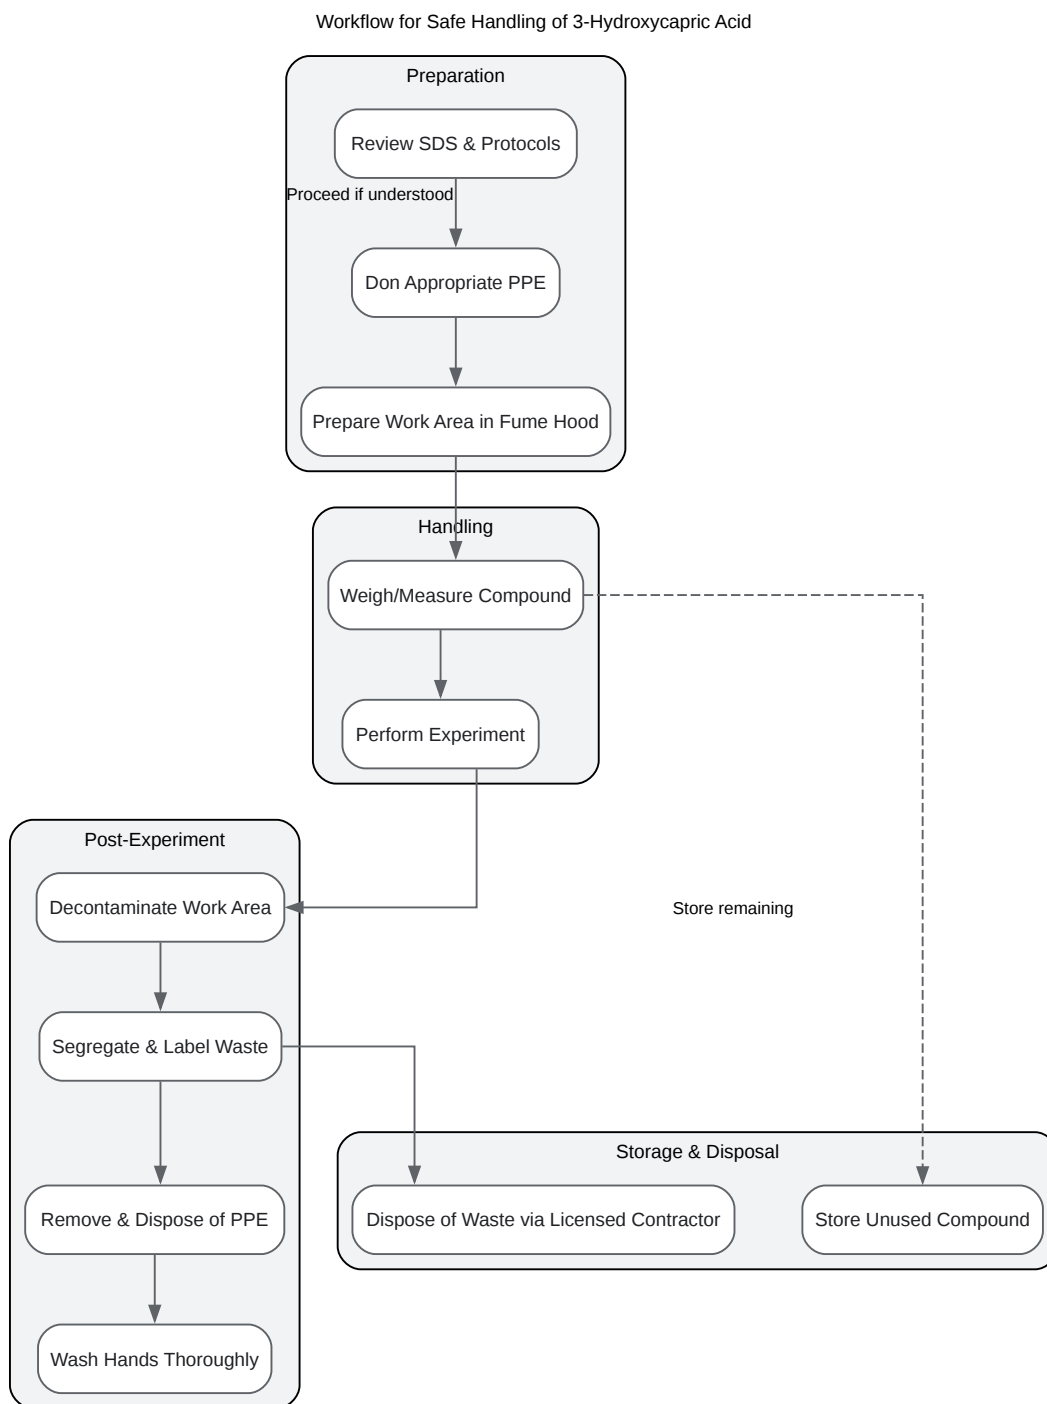 Workflow for Safe Handling of 3-Hydroxycapric Acid
Preparation
Review SDS & Protocols
Proceed if understood
Don Appropriate PPE
Prepare Work Area in Fume Hood
Handling
Weigh/Measure Compound
Perform Experiment
Post-Experiment
Decontaminate Work Area
Store remaining
Segregate & Label Waste
Storage & Disposal
Remove & Dispose of PPE
Dispose of Waste via Licensed Contractor
Store Unused Compound
Wash Hands Thoroughly